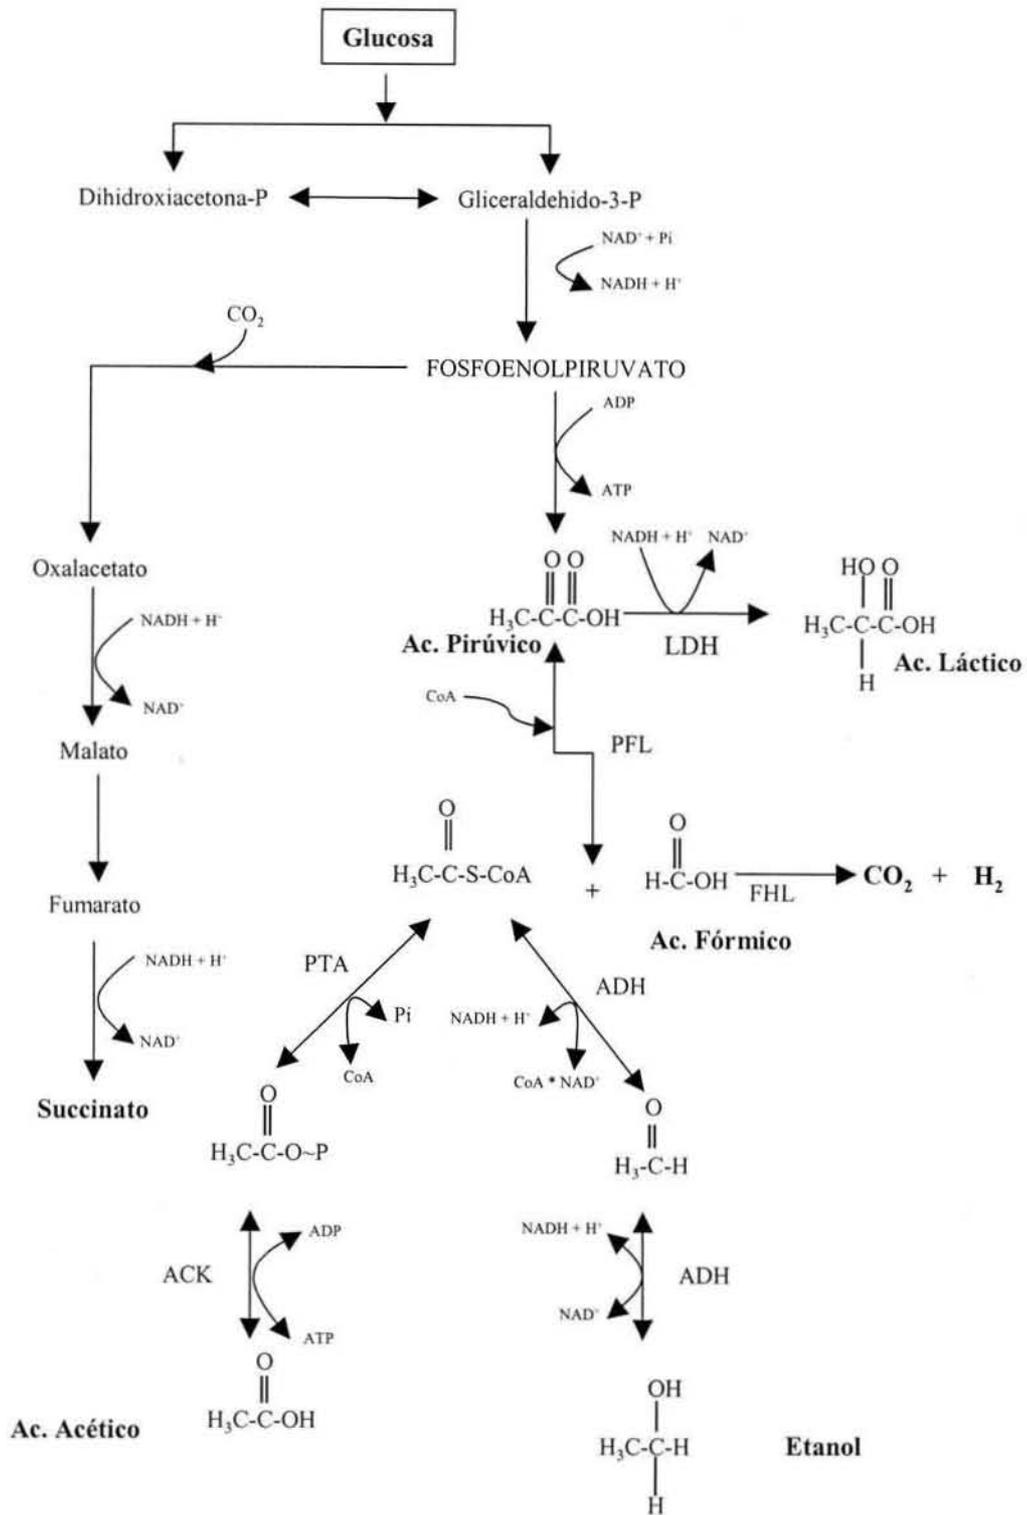 Glucosa
Dihidroxiacetona-P
Gliceraldehido-3-P
NAD⁺ + Pi
NADH + H⁺
CO₂
FOSFOENOLPIRUVATO
ADP
ATP
Oxalacetato
NADH + H⁺
NAD⁺
Malato
Fumarato
NADH + H⁺
NAD⁺
Succinato
O O
H₃C-C-C-OH
Ac. Pirúvico
NADH + H⁺ NAD⁺
LDH
HO O
H₃C-C-C-OH
H
Ac. Láctico
CoA
PFL
O
H₃C-C-S-CoA
+
O
H-C-OH
Ac. Fórmico
FHL
CO₂ + H₂
PTA
Pi
CoA
ADH
NADH + H⁺
CoA * NAD⁺
O
H₃C-C-O~P
O
H₃-C-H
ACK
ADP
ATP
NADH + H⁺
NAD⁺
ADH
O
H₃C-C-OH
Ac. Acético
OH
H₃C-C-H
H
Etanol